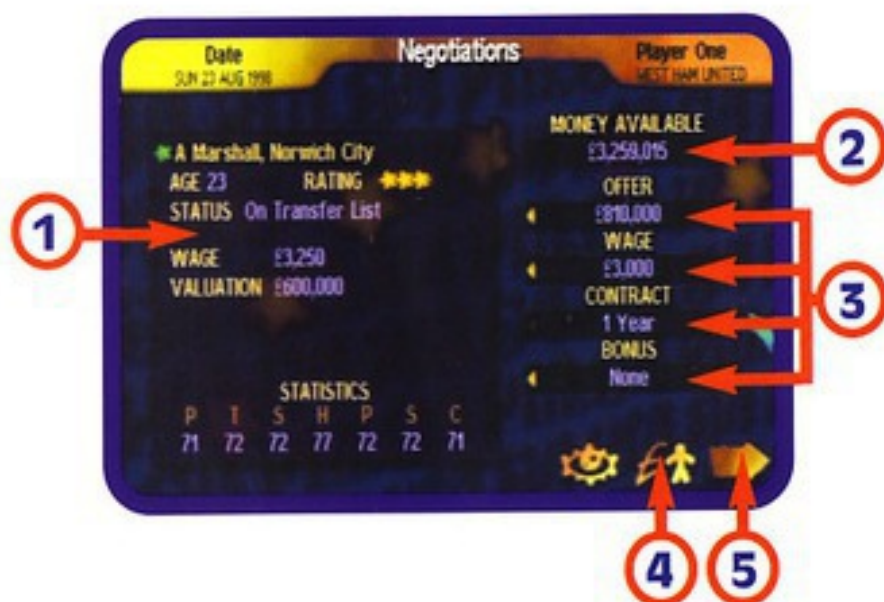 Date
SUN 23 AUG 1998
Negotiations
Player One
WEST HAM UNITED
A Marshall, Norwich City
AGE 23 RATING
STATUS On Transfer List
WAGE £3,250
VALUATION £600,000
STATISTICS
P T S H P S C
71 72 72 77 72 72 71
MONEY AVAILABLE
£3,259,015
OFFER
£810,000
WAGE
£3,000
CONTRACT
1 Year
BONUS
None
1
2
3
4
5